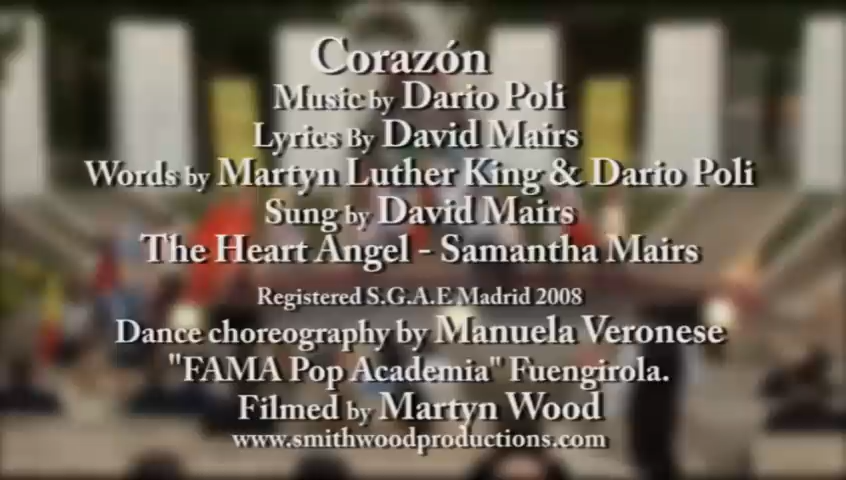 Corazón
Music by Dario Poli
Lyrics By David Mairs
Words by Martyn Luther King & Dario Poli
Sung by David Mairs
The Heart Angel - Samantha Mairs
Registered S.G.A.E Madrid 2008
Dance choreography by Manuela Veronese
"FAMA Pop Academia" Fuengirola.
Filmed by Martyn Wood
www.smithwoodproductions.com